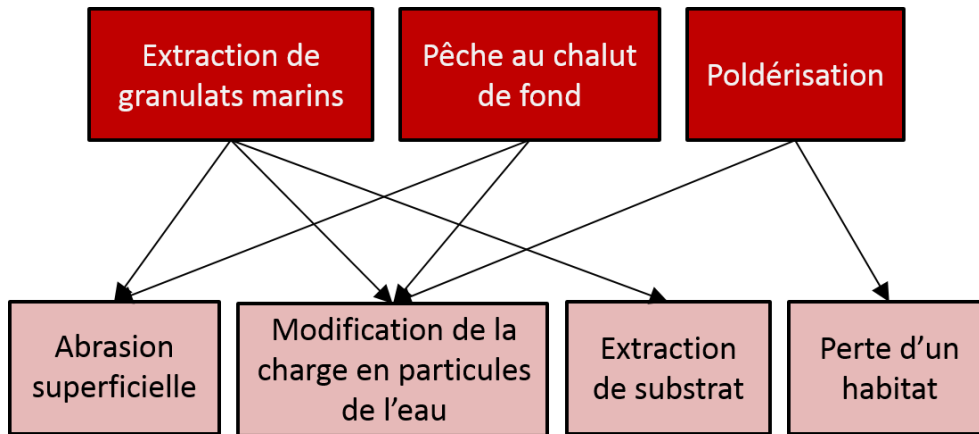 Extraction de
granulats marins
Pêche au chalut
de fond
Poldérisation
Abrasion
superficielle
Modification de la
charge en particules
de l'eau
Extraction
de substrat
Perte d'un
habitat